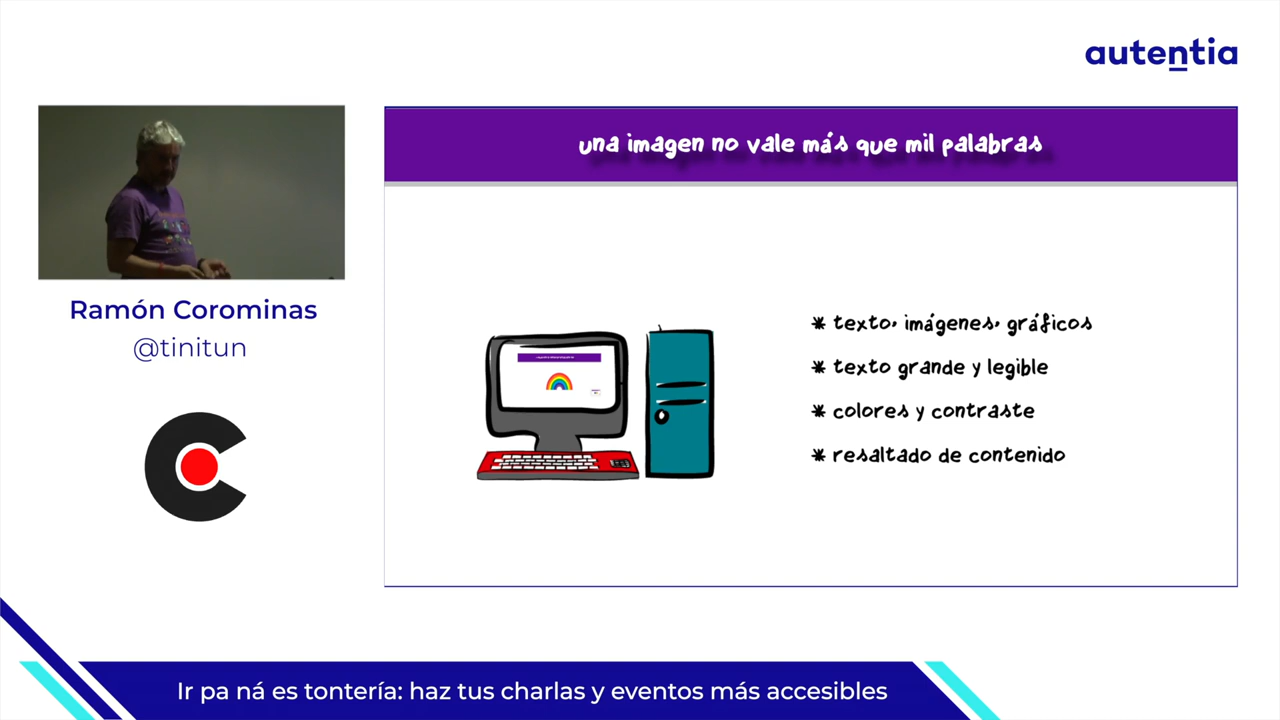 autentia
una imagen no vale más que mil palabras
Ramón Corominas
@tinitun
* texto, imágenes, gráficos
* texto grande y legible
* colores y contraste
* resaltado de contenido
Ir pa ná es tontería: haz tus charlas y eventos más accesibles